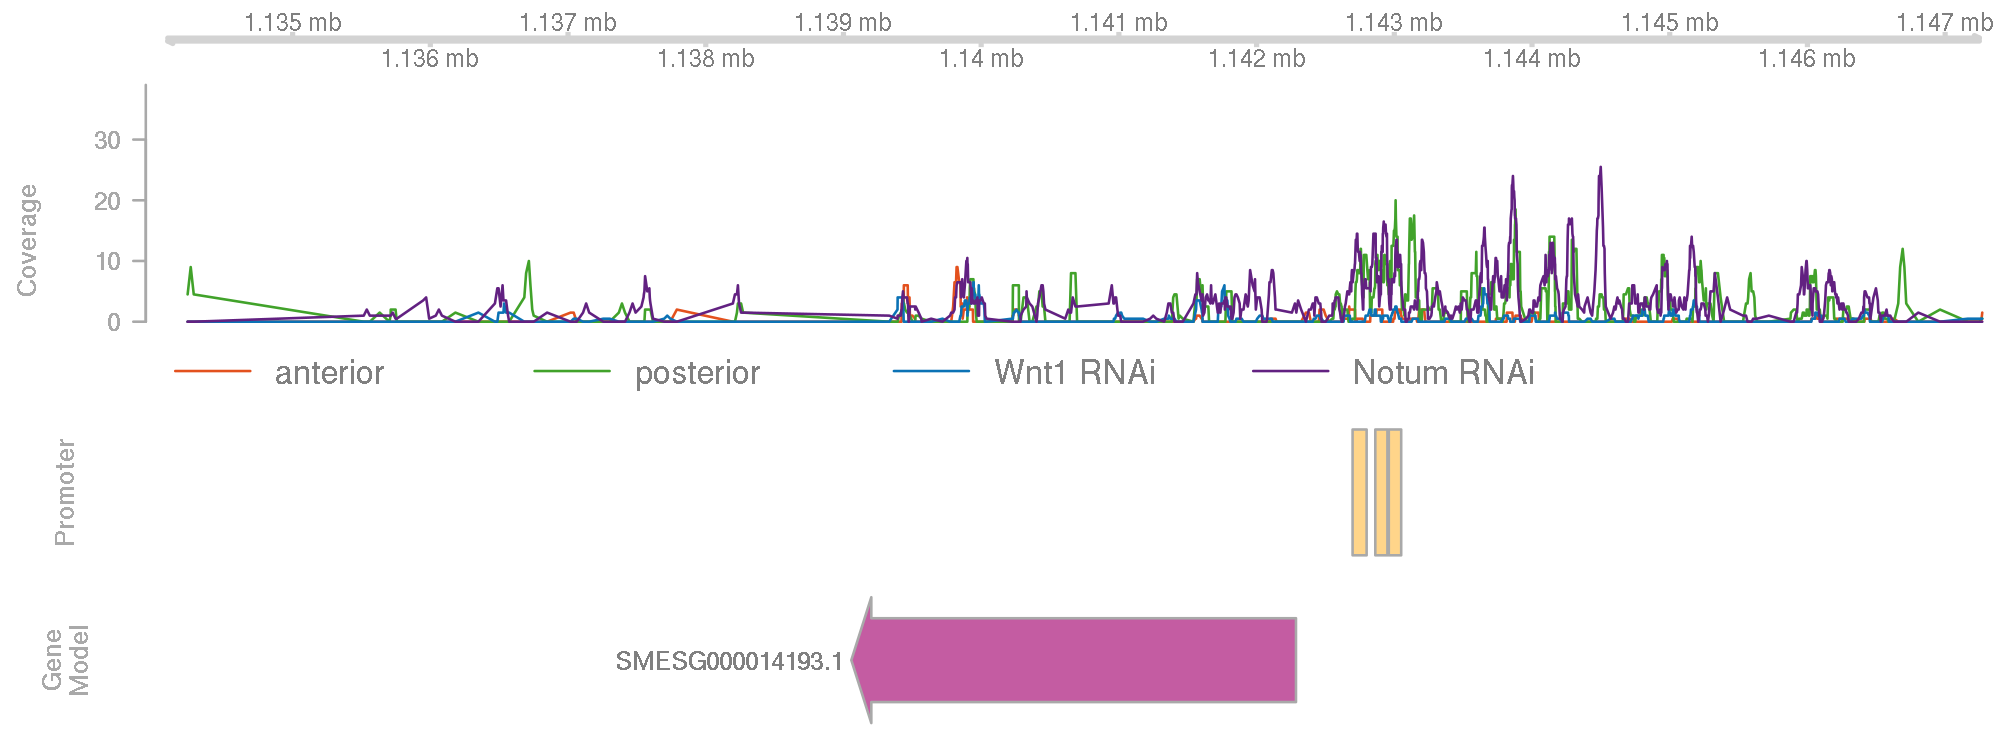 1.135 mb 1.137 mb 1.139 mb 1.141 mb 1.143 mb 1.145 mb 1.147 mb
1.136 mb 1.138 mb 1.14 mb 1.142 mb 1.144 mb 1.146 mb
Coverage
30
20
10
0
anterior posterior Wnt1 RNAi Notum RNAi
Promoter
Gene
Model
SMESG000014193.1